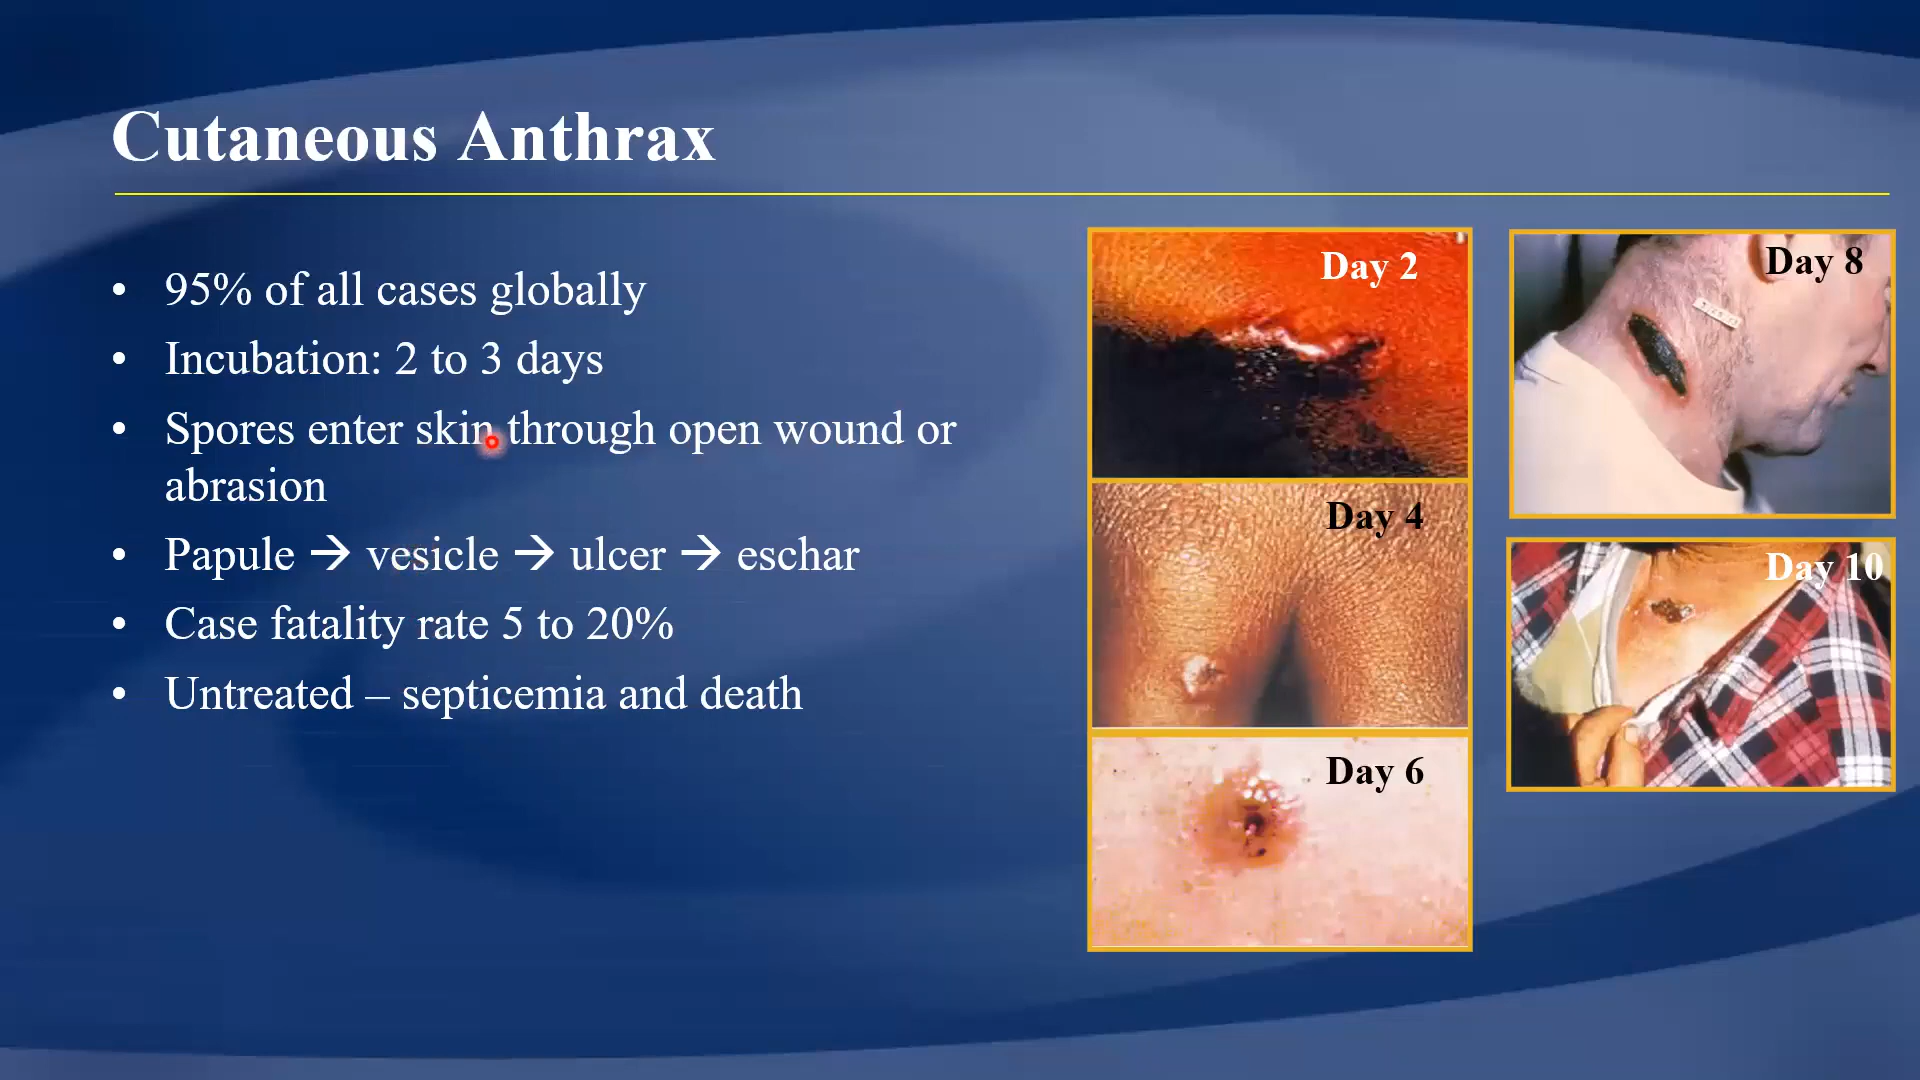 Cutaneous Anthrax
• 95% of all cases globally
• Incubation: 2 to 3 days
• Spores enter skin through open wound or
abrasion
• Papule → vesicle → ulcer → eschar
• Case fatality rate 5 to 20%
• Untreated – septicemia and death
Day 2
Day 4
Day 6
Day 8
Day 10